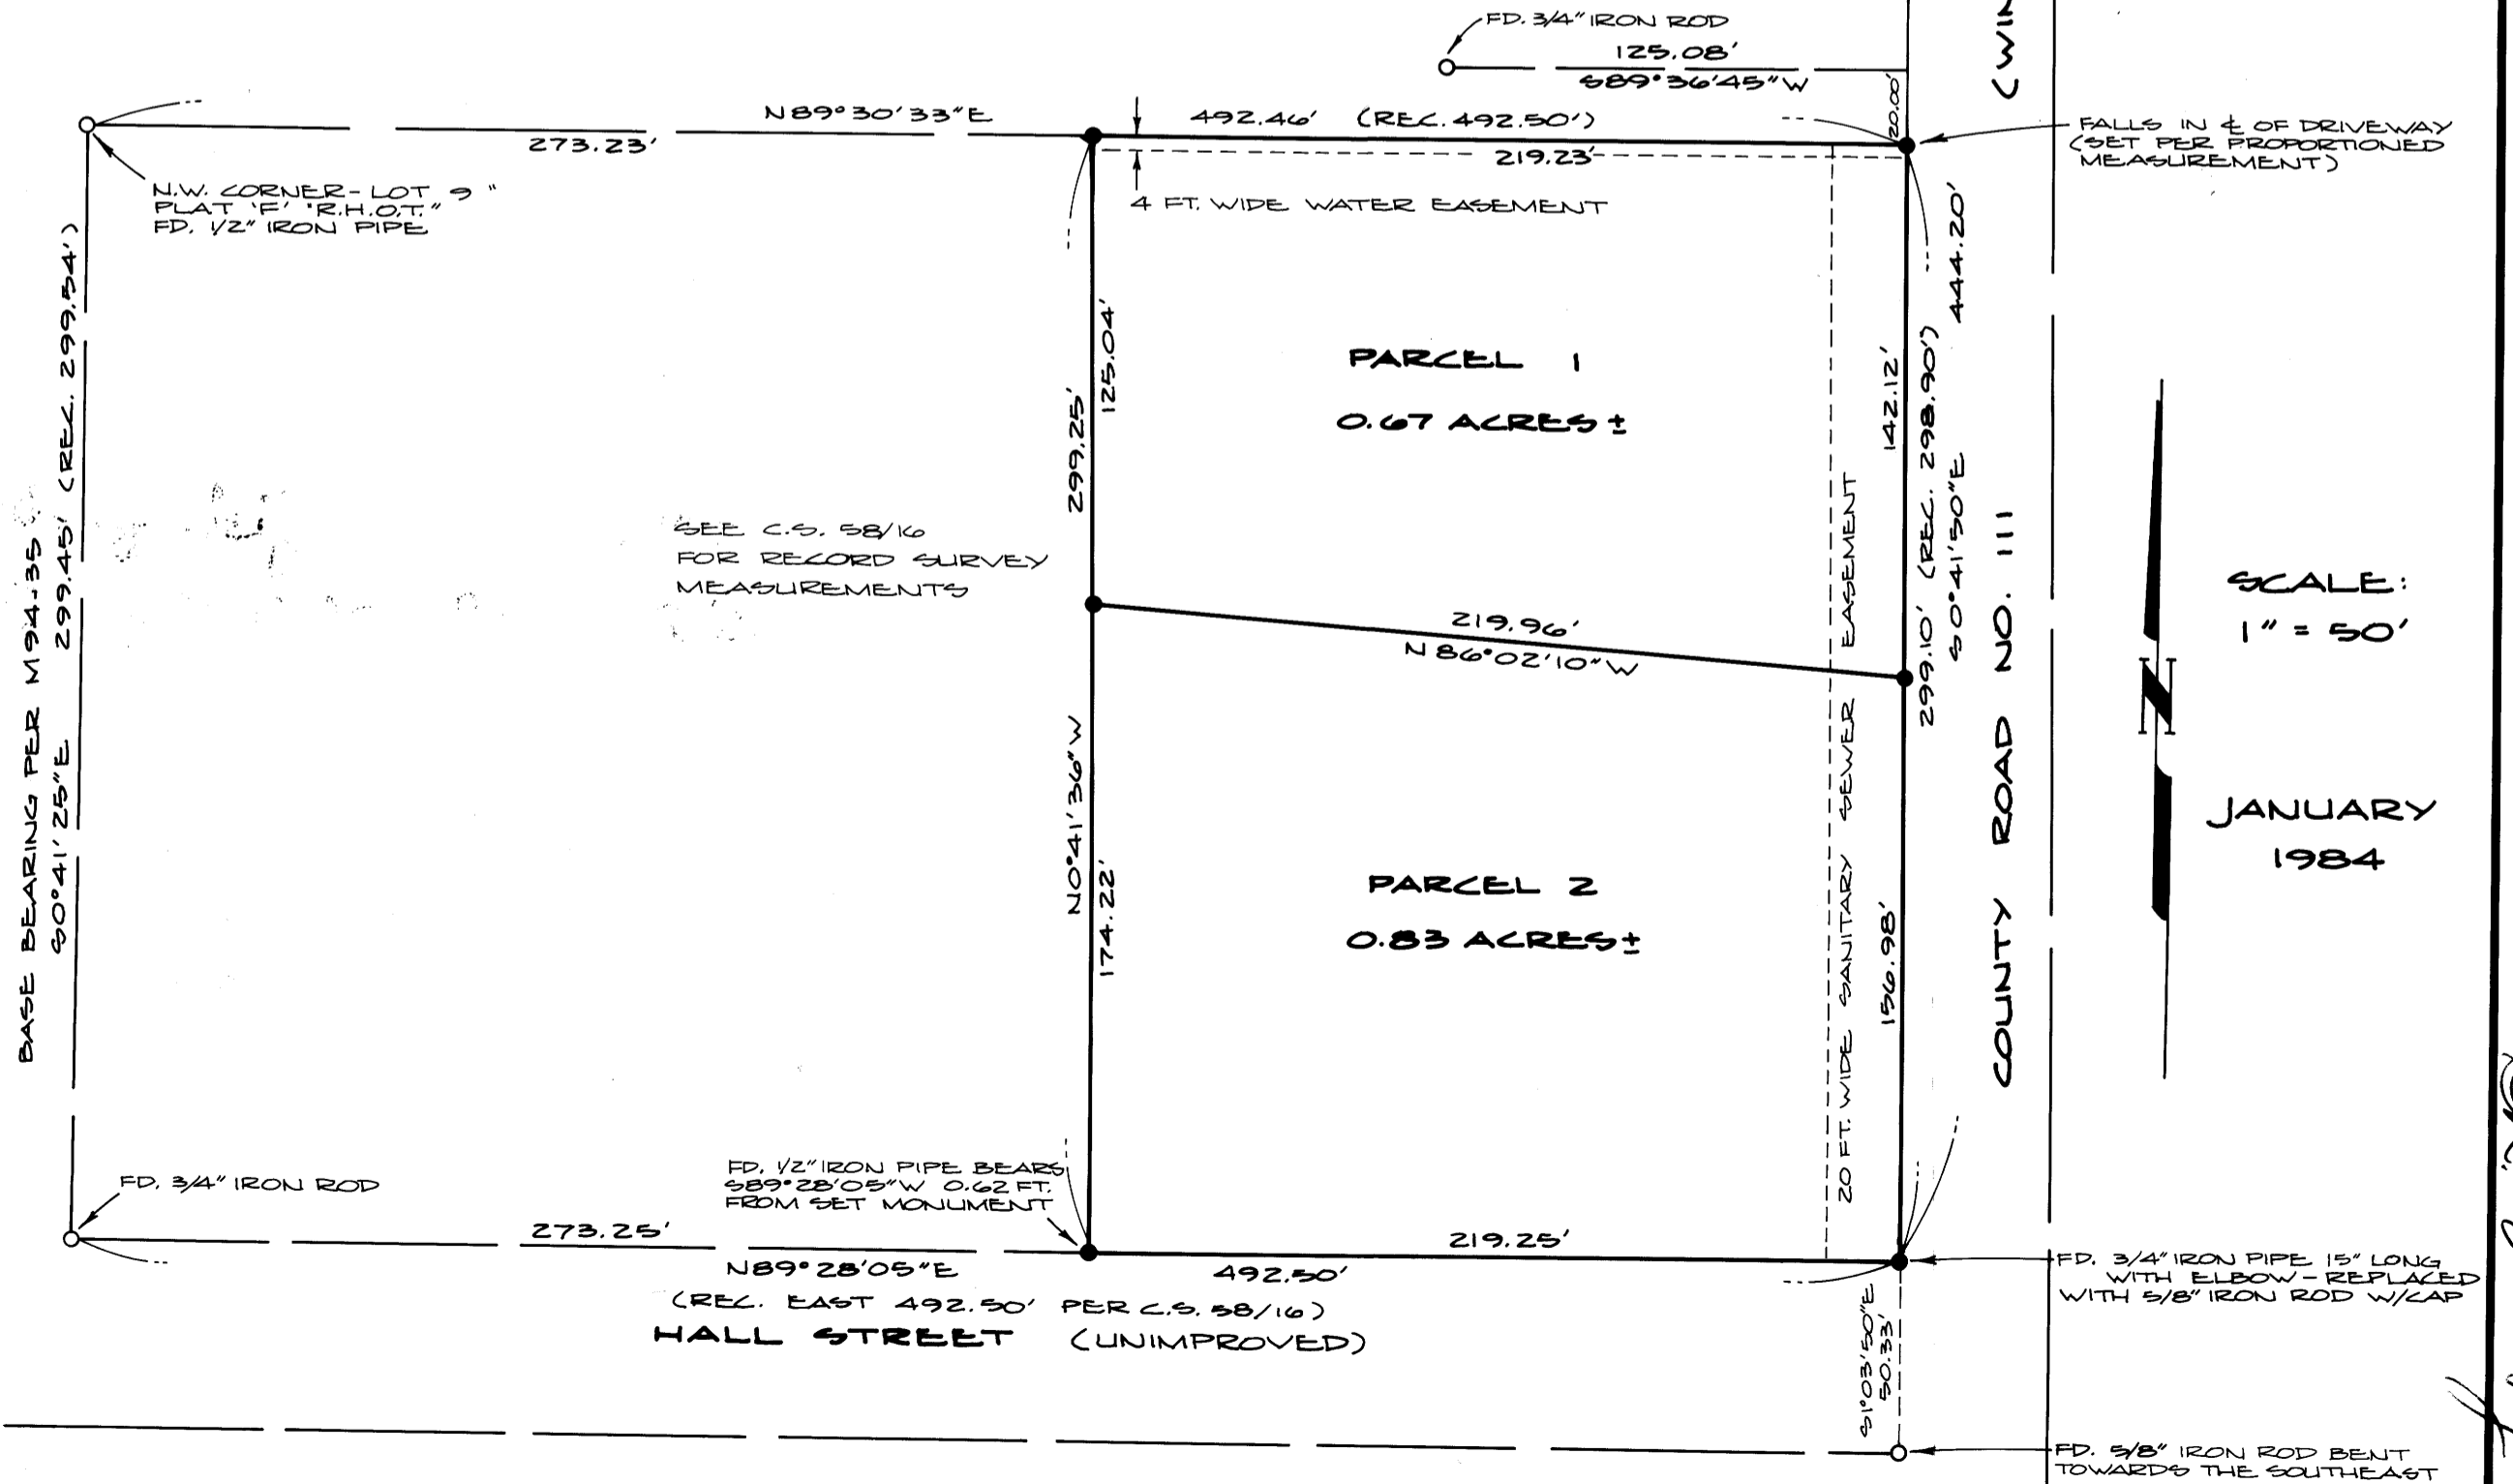 FD. 3/4" IRON ROD
125.08'
S89°36'45"W
20.00'
(WIN
N89°30'33"E
273.23'
492.46' (REC. 492.50')
219.23'
FALLS IN ℄ OF DRIVEWAY
(SET PER PROPORTIONED
MEASUREMENT)
N.W. CORNER-LOT 9 "
PLAT 'F' "R.H.O.T."
FD. 1/2" IRON PIPE
4 FT. WIDE WATER EASEMENT
BASE BEARING PER M94-35
S0°41'25"E 299.45' (REC. 299.54')
299.25'
125.04'
PARCEL 1
0.67 ACRES ±
142.12'
299.10' (REC. 298.90')
S0°41'50"E 444.20'
SEE C.S. 58/16
FOR RECORD SURVEY
MEASUREMENTS
219.96'
N86°02'10"W
20 FT. WIDE SANITARY SEWER EASEMENT
COUNTY ROAD NO. 111
SCALE:
1" = 50'
N
JANUARY
1984
N0°41'36"W
174.22'
PARCEL 2
0.83 ACRES ±
156.98'
FD. 3/4" IRON ROD
FD. 1/2" IRON PIPE BEARS
S89°28'05"W 0.62 FT.
FROM SET MONUMENT
273.25'
219.25'
N89°28'05"E
492.50'
(REC. EAST 492.50' PER C.S. 58/16)
HALL STREET (UNIMPROVED)
FD. 3/4" IRON PIPE 15" LONG
WITH ELBOW - REPLACED
WITH 5/8" IRON ROD W/CAP
S1°03'50"E
50.33'
FD. 5/8" IRON ROD BENT
TOWARDS THE SOUTHEAST